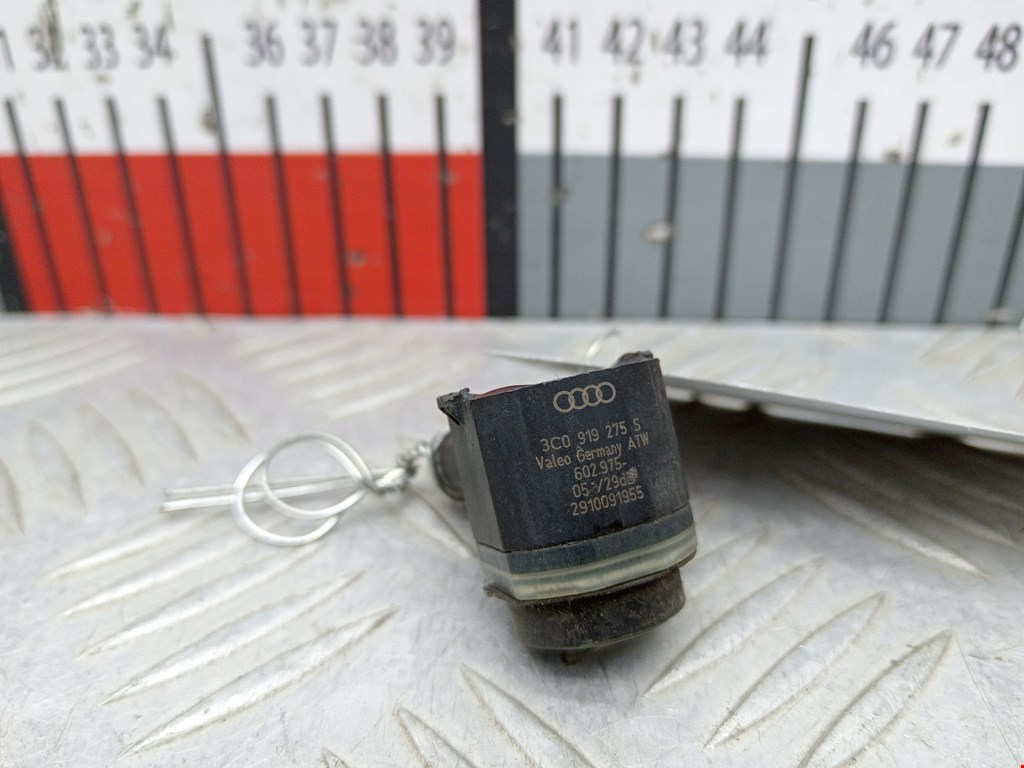 32 33 34 36 37 38 39 41 42 43 44 46 47 48
3C0 919 275 S
Valeo Germany ATW
602.975-
2910091955